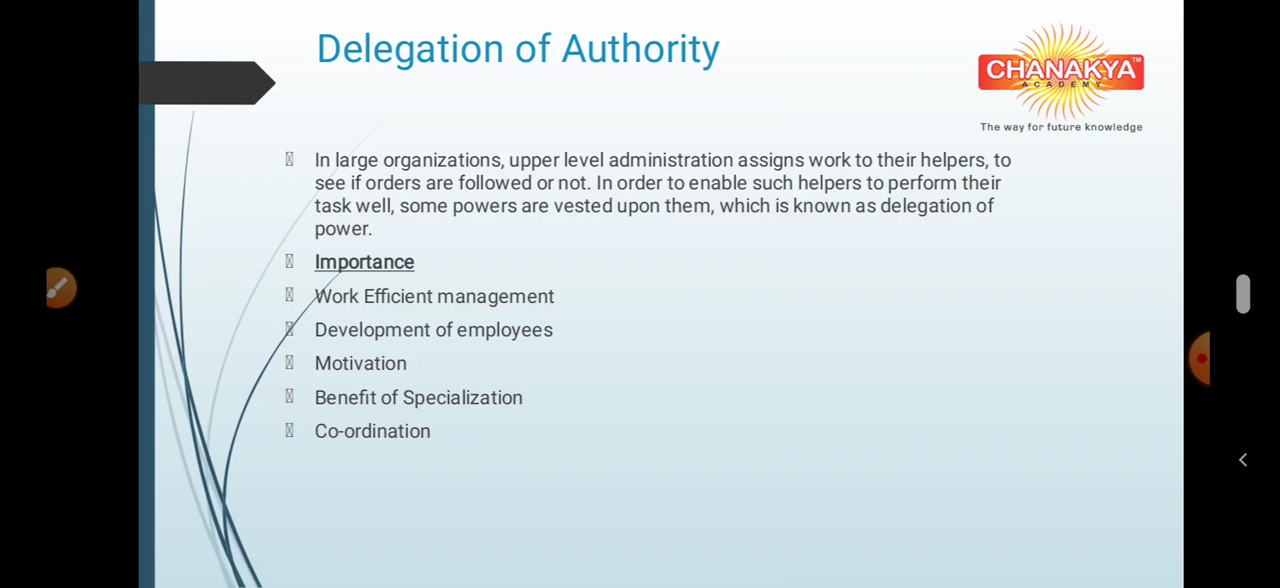 Delegation of Authority
CHANAKYA™
ACADEMY
The way for future knowledge
In large organizations, upper level administration assigns work to their helpers, to
see if orders are followed or not. In order to enable such helpers to perform their
task well, some powers are vested upon them, which is known as delegation of
power.
Importance
Work Efficient management
Development of employees
Motivation
Benefit of Specialization
Co-ordination